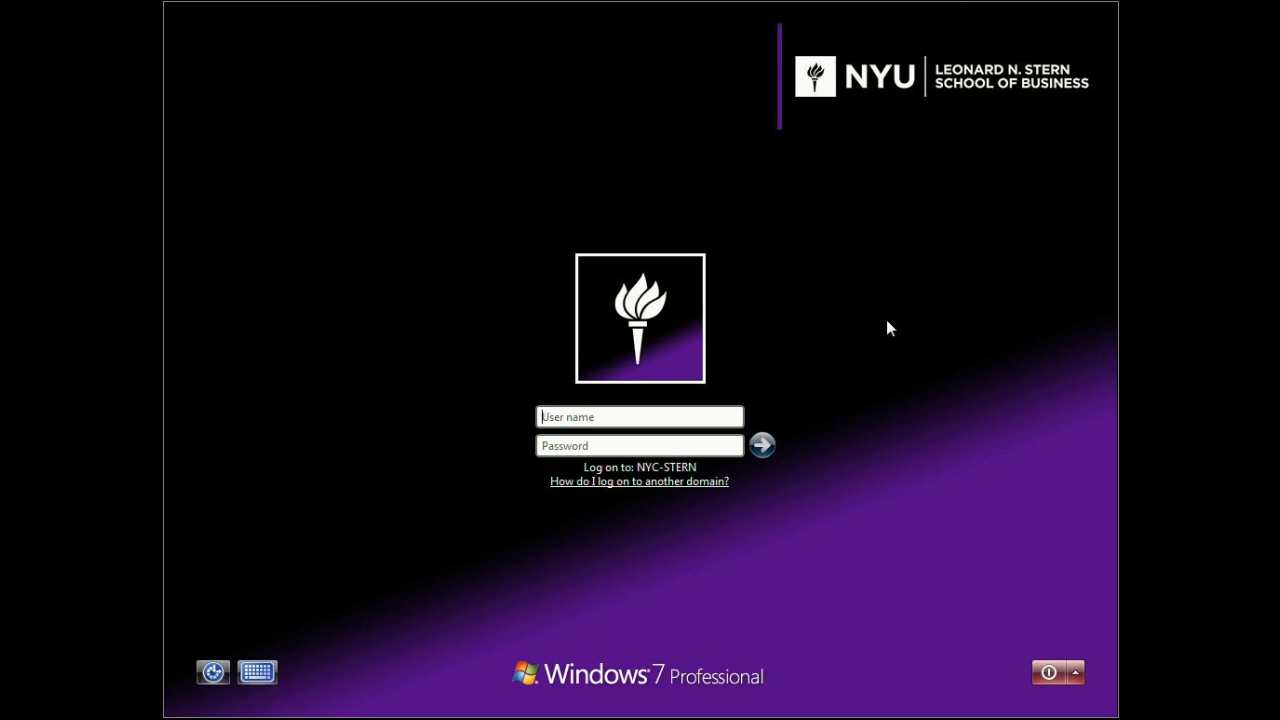 NYU
LEONARD N. STERN
SCHOOL OF BUSINESS
User name
Password
Log on to: NYC-STERN
How do I log on to another domain?
Windows 7 Professional